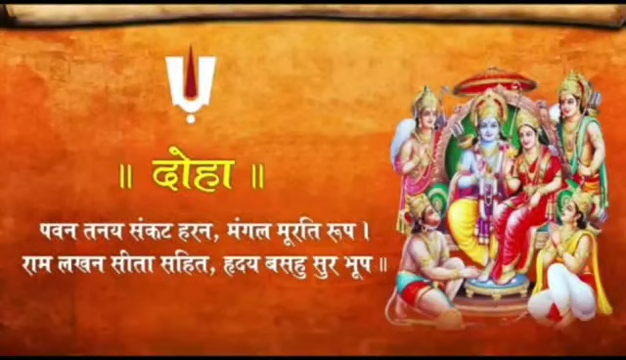 ॥ दोहा ॥
पवन तनय संकट हरन, मंगल मूरति रूप ।
राम लखन सीता सहित, हृदय बसहु सुर भूप ॥